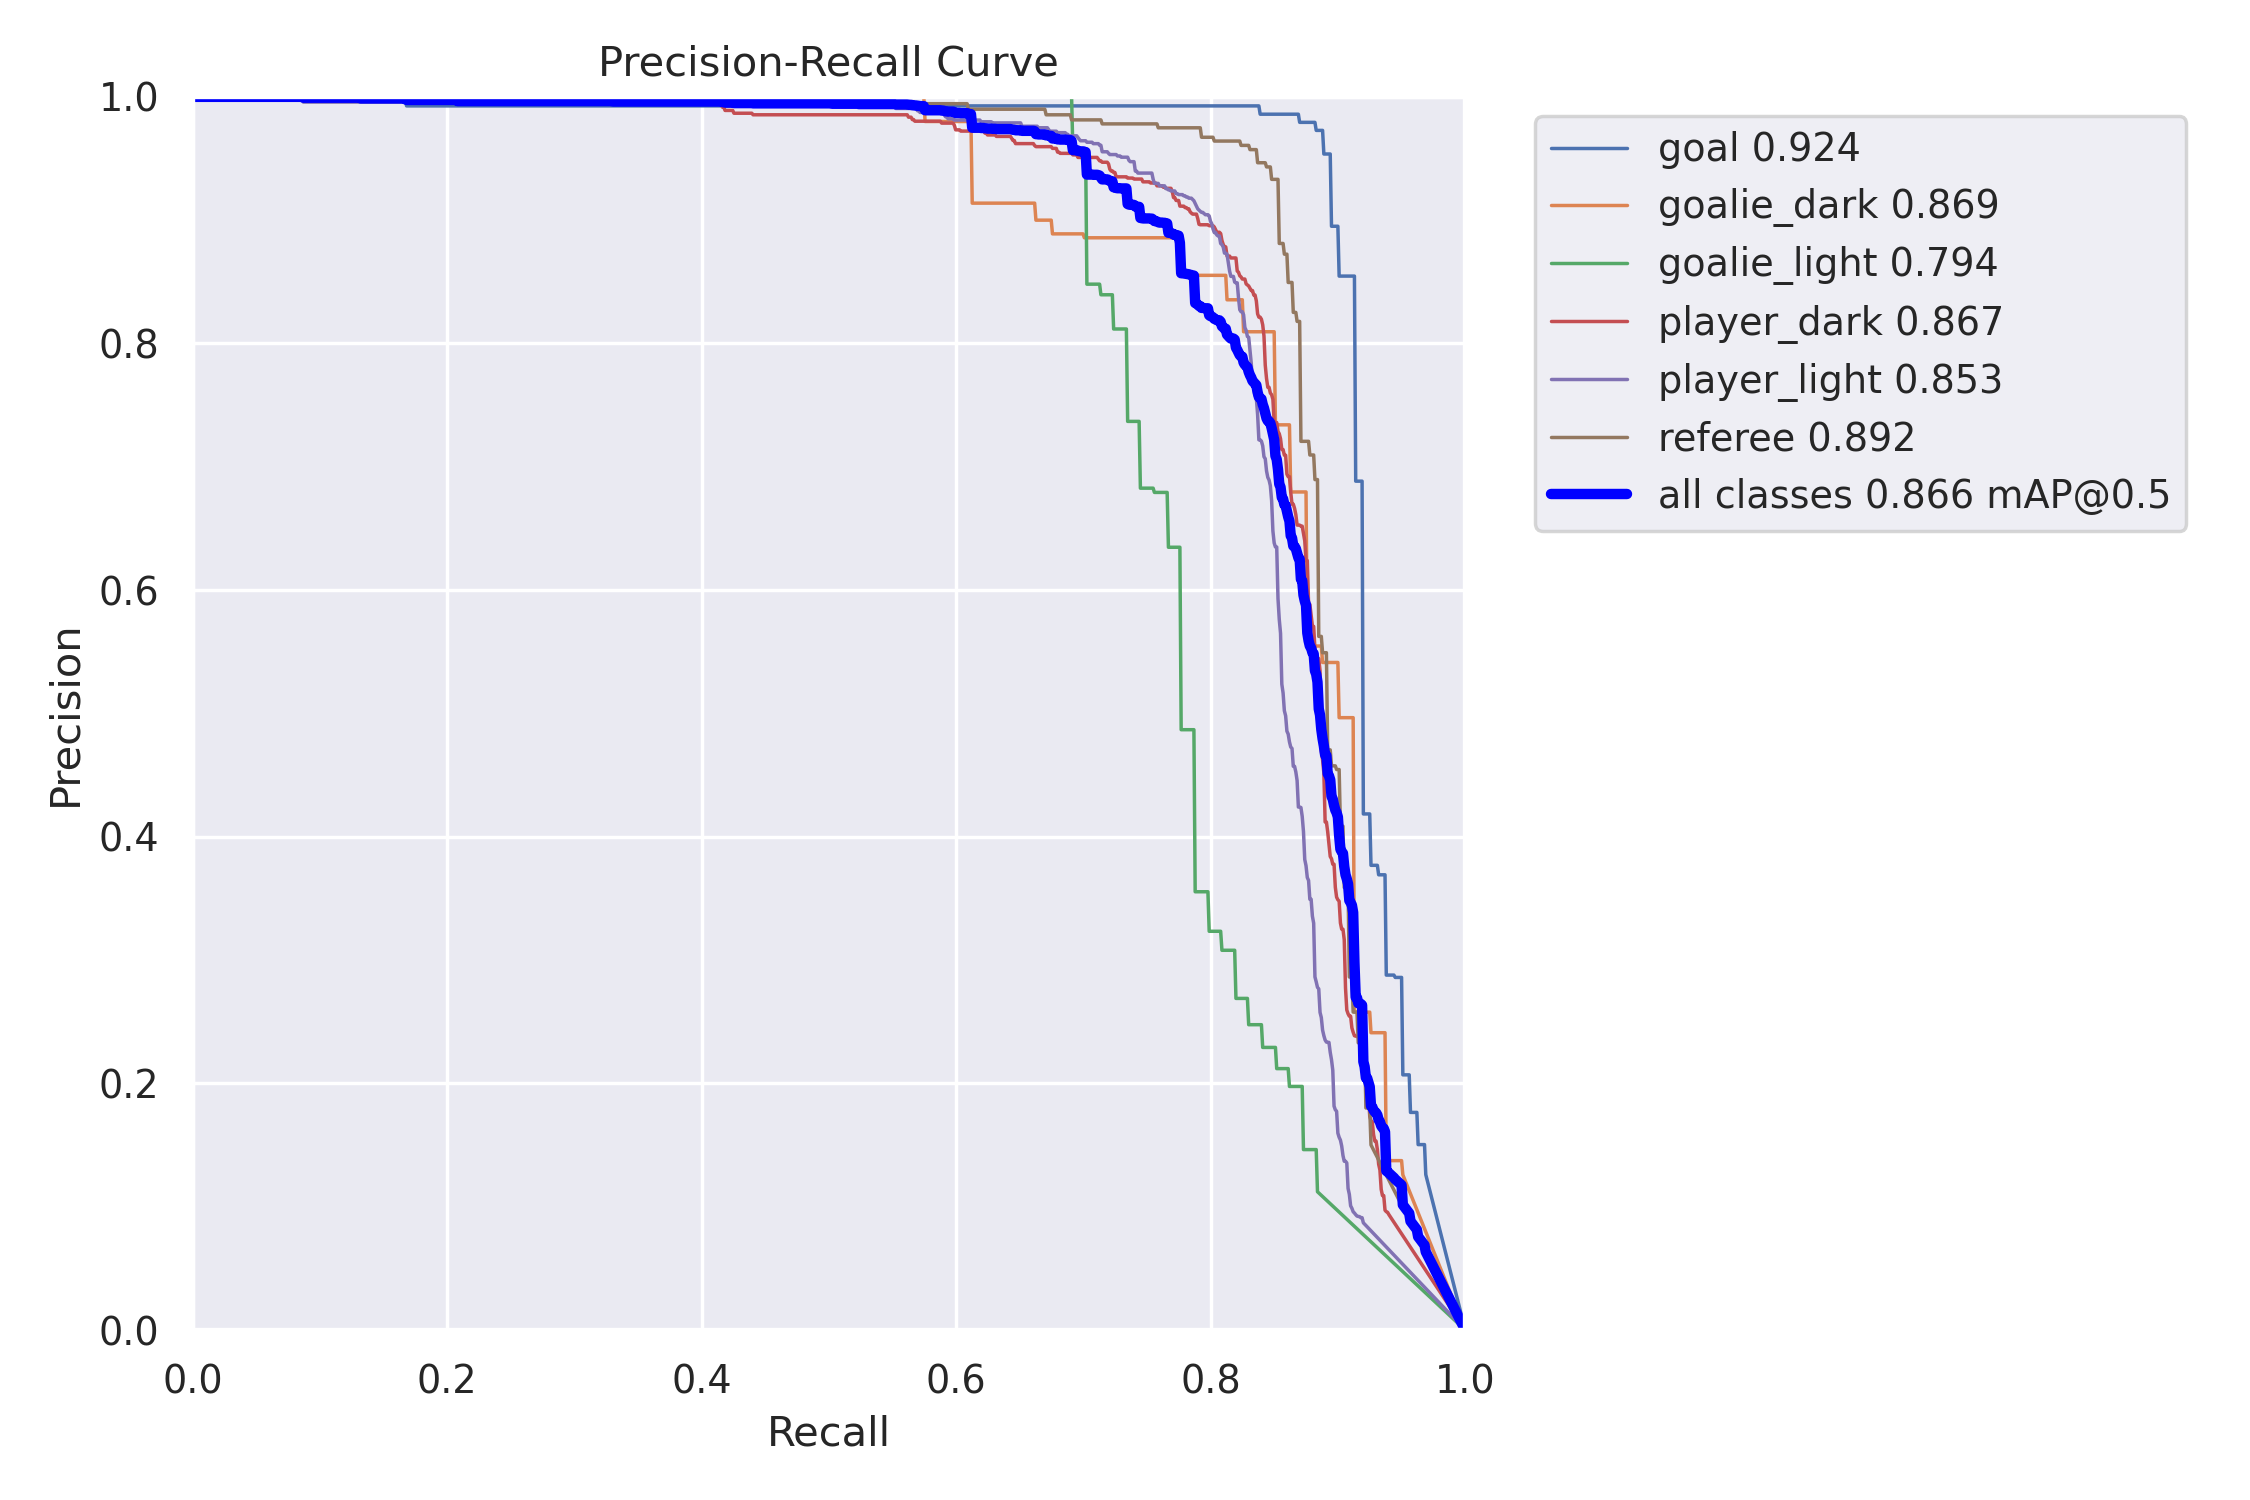 Precision-Recall Curve
1.0
0.8
0.6
0.4
0.2
0.0
Precision
0.0 0.2 0.4 0.6 0.8 1.0
Recall
goal 0.924
goalie_dark 0.869
goalie_light 0.794
player_dark 0.867
player_light 0.853
referee 0.892
all classes 0.866 mAP@0.5